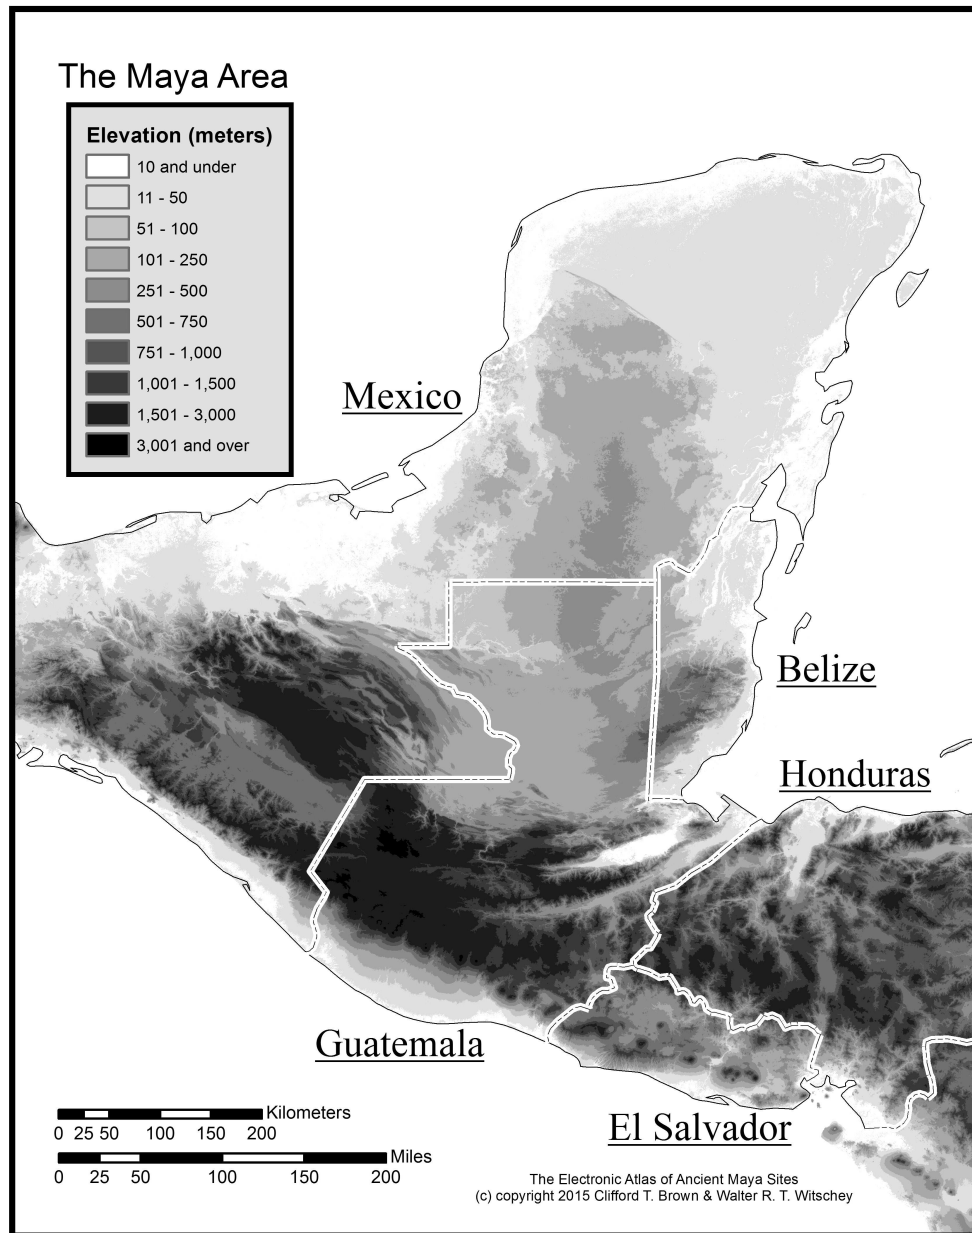 The Maya Area
Elevation (meters)
10 and under
11 - 50
51 - 100
101 - 250
251 - 500
501 - 750
751 - 1,000
1,001 - 1,500
1,501 - 3,000
3,001 and over
Mexico
Belize
Honduras
Guatemala
El Salvador
Kilometers
0 25 50 100 150 200
Miles
0 25 50 100 150 200
The Electronic Atlas of Ancient Maya Sites
(c) copyright 2015 Clifford T. Brown & Walter R. T. Witschey